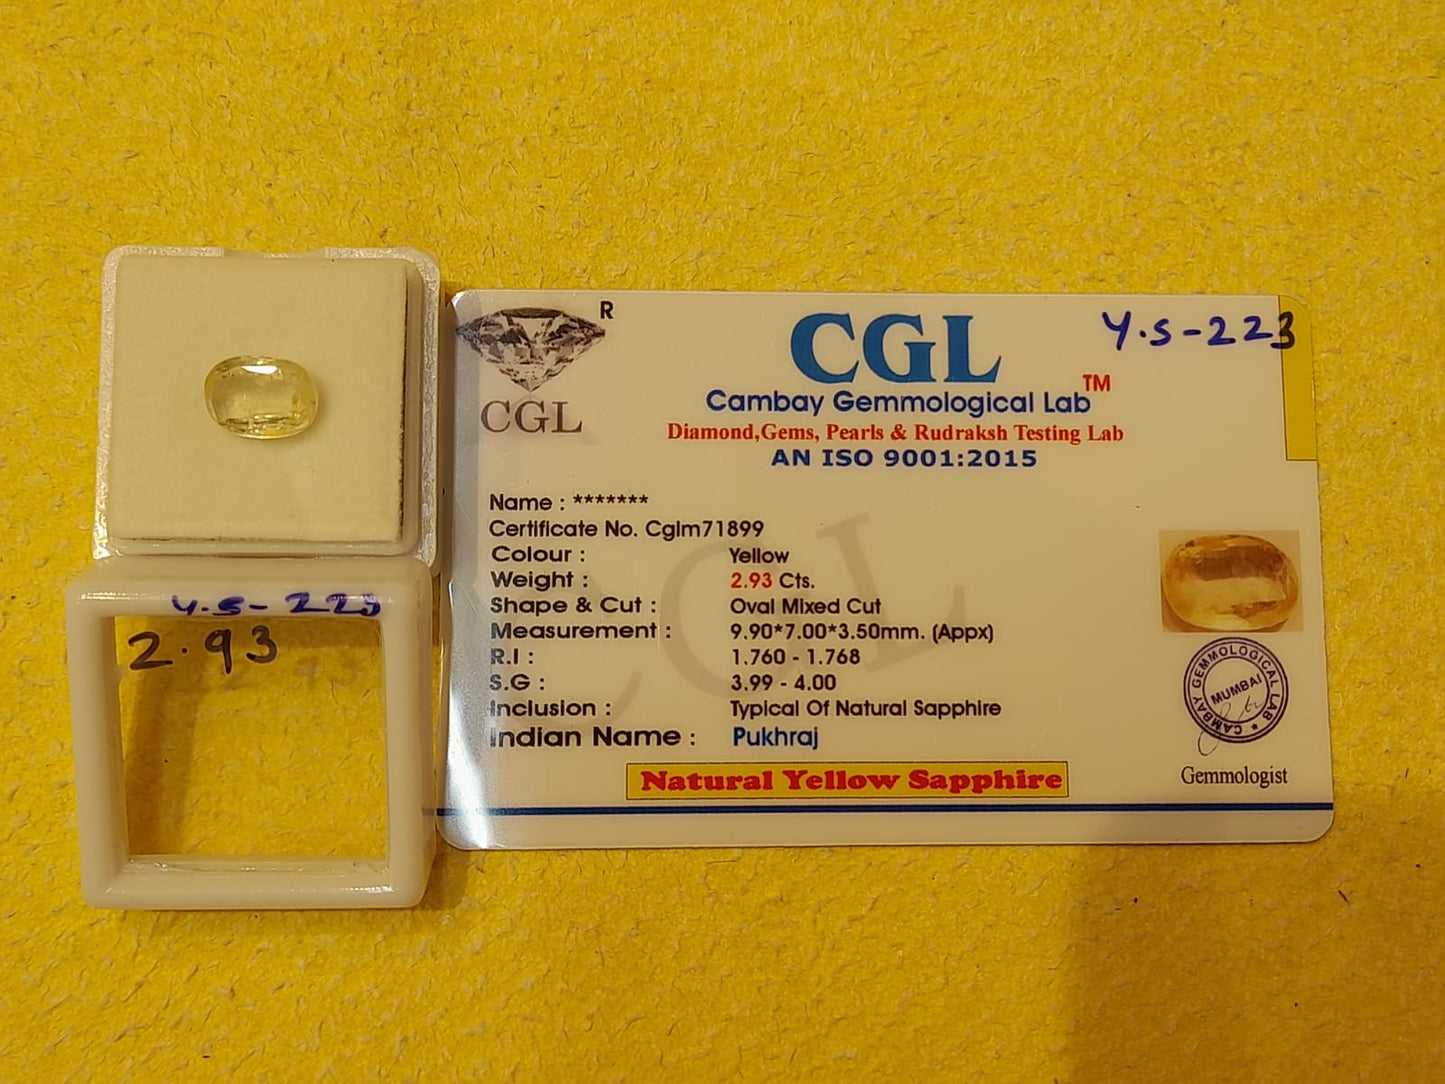 R
CGL
CGL
Y.S-223
Cambay Gemmological Lab TM
Diamond,Gems, Pearls & Rudraksh Testing Lab
AN ISO 9001:2015
Name : *******
Certificate No. Cglm71899
Colour : Yellow
Weight : 2.93 Cts.
Shape & Cut : Oval Mixed Cut
Measurement : 9.90*7.00*3.50mm. (Appx)
R.I : 1.760 - 1.768
S.G : 3.99 - 4.00
Inclusion : Typical Of Natural Sapphire
Indian Name : Pukhraj
Natural Yellow Sapphire
CGL
CAMBAY GEMMOLOGICAL LAB
MUMBAI
Gemmologist
Y.S-223
2.93